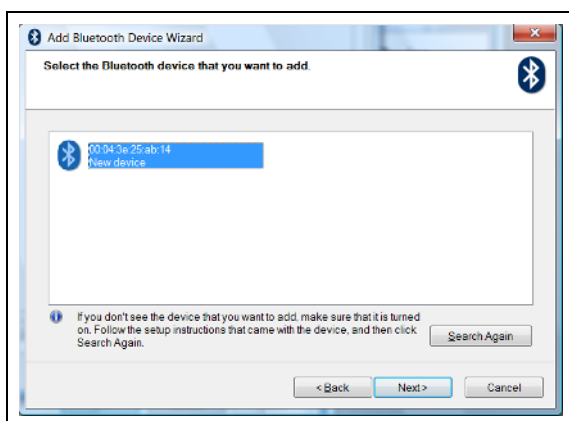 Add Bluetooth Device Wizard
Select the Bluetooth device that you want to add.
00:04:3e:25:ab:14
New device
If you don't see the device that you want to add, make sure that it is turned
on. Follow the setup instructions that came with the device, and then click
Search Again.
Search Again
< Back
Next >
Cancel